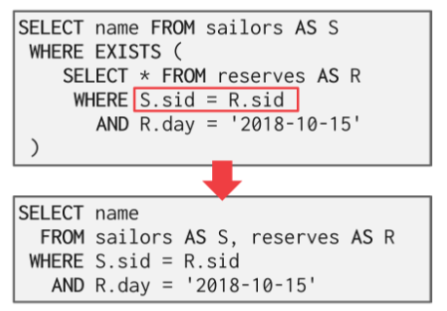 SELECT name FROM sailors AS S
WHERE EXISTS (
SELECT * FROM reserves AS R
WHERE S.sid = R.sid
AND R.day = '2018-10-15'
)
SELECT name
FROM sailors AS S, reserves AS R
WHERE S.sid = R.sid
AND R.day = '2018-10-15'